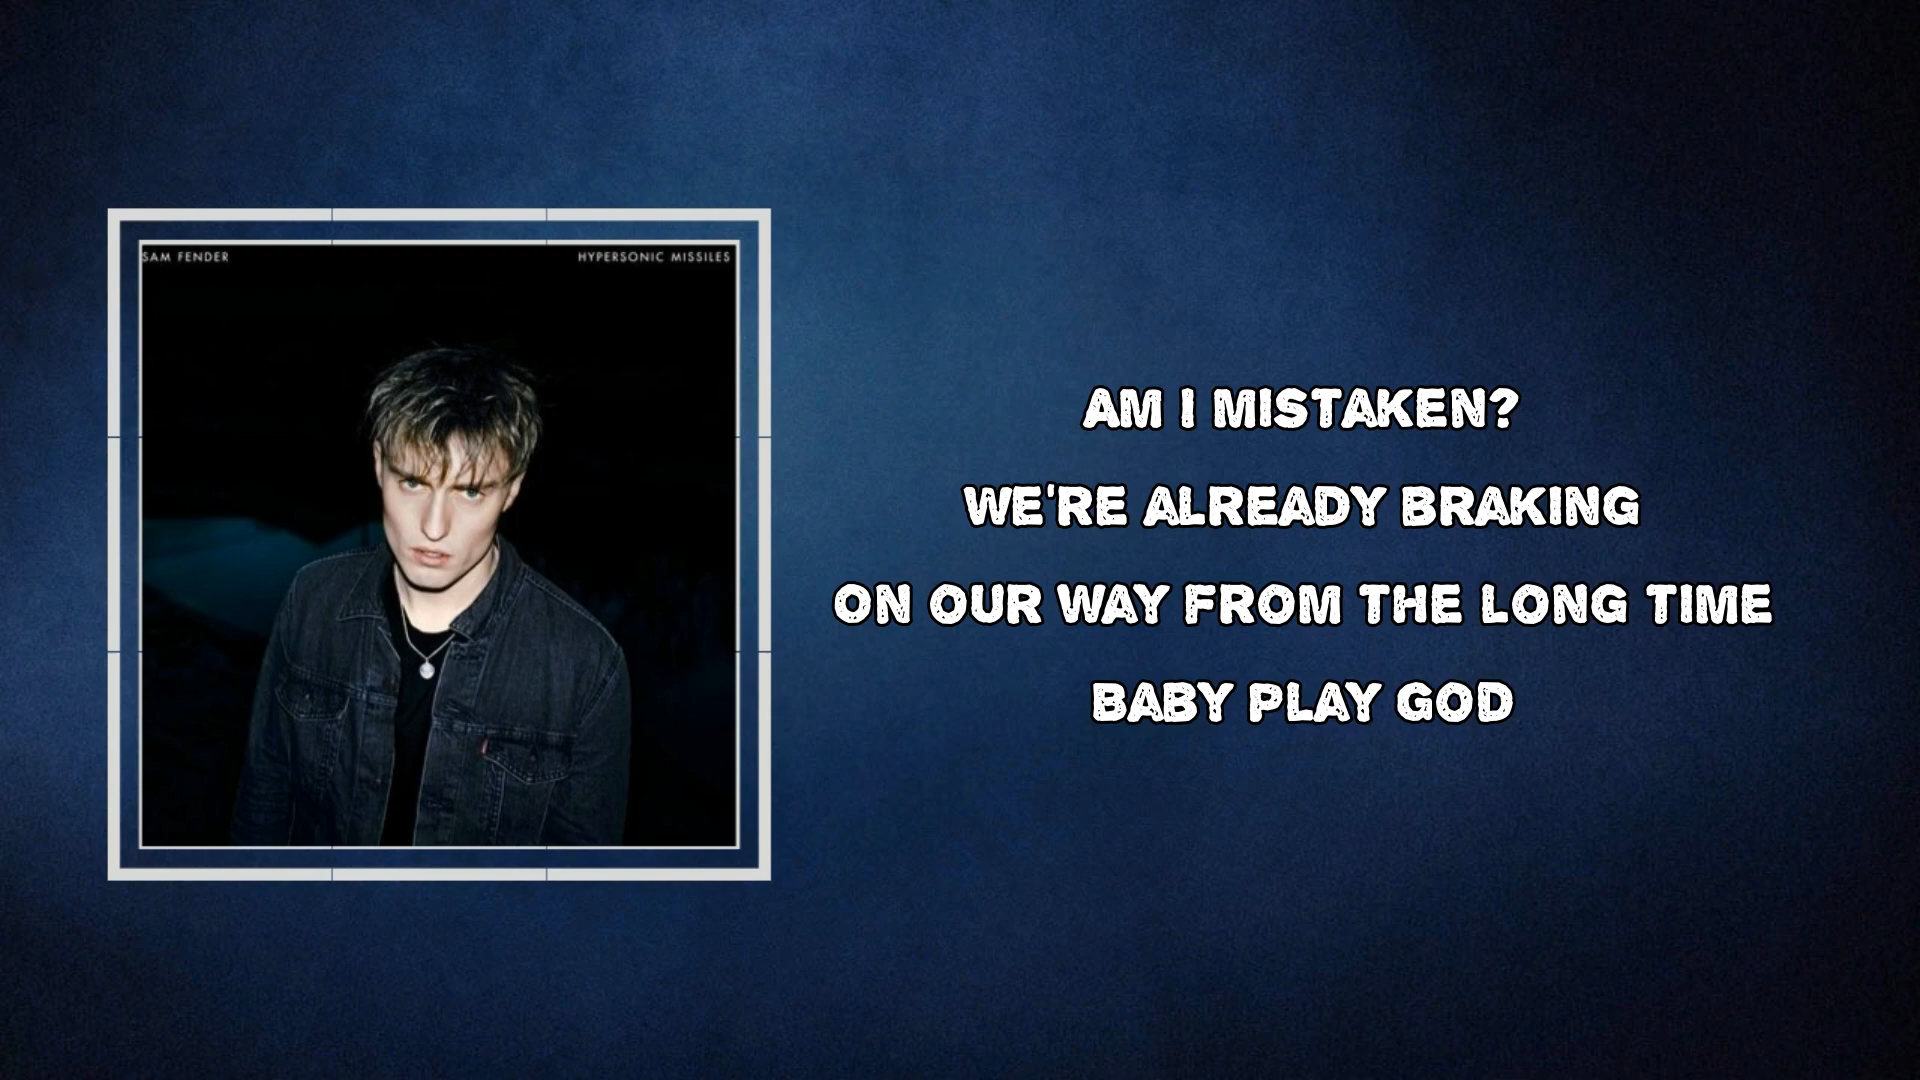 SAM FENDER
HYPERSONIC MISSILES
AM I MISTAKEN?
WE'RE ALREADY BRAKING
ON OUR WAY FROM THE LONG TIME
BABY PLAY GOD